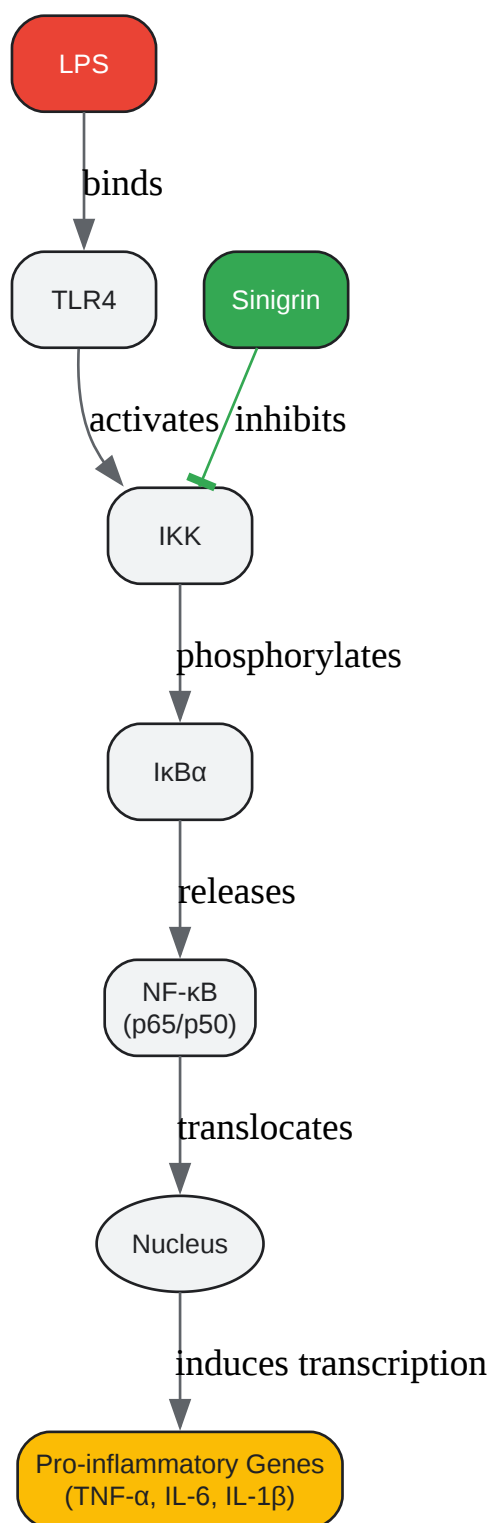 LPS
binds
TLR4
Sinigrin
activates
inhibits
IKK
phosphorylates
IκBα
releases
NF-κB
(p65/p50)
translocates
Nucleus
induces transcription
Pro-inflammatory Genes
(TNF-α, IL-6, IL-1β)